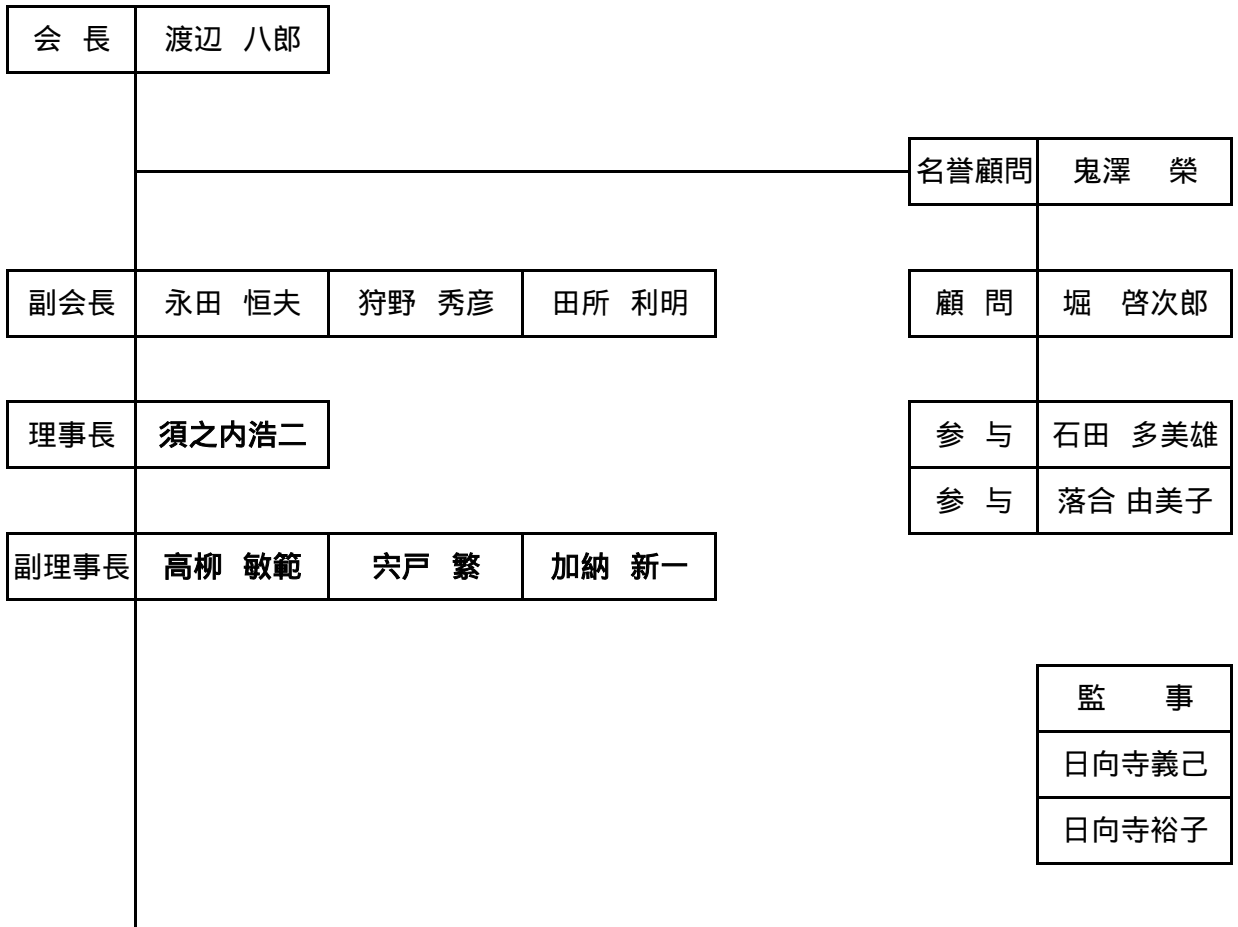 会 長 渡辺 八郎
名誉顧問 鬼澤 榮
副会長 永田 恒夫 狩野 秀彦 田所 利明
顧 問 堀 啓次郎
理事長 須之内浩二
参 与 石田 多美雄
参 与 落合 由美子
副理事長 高柳 敏範 宍戸 繁 加納 新一
監 事
日向寺義己
日向寺裕子